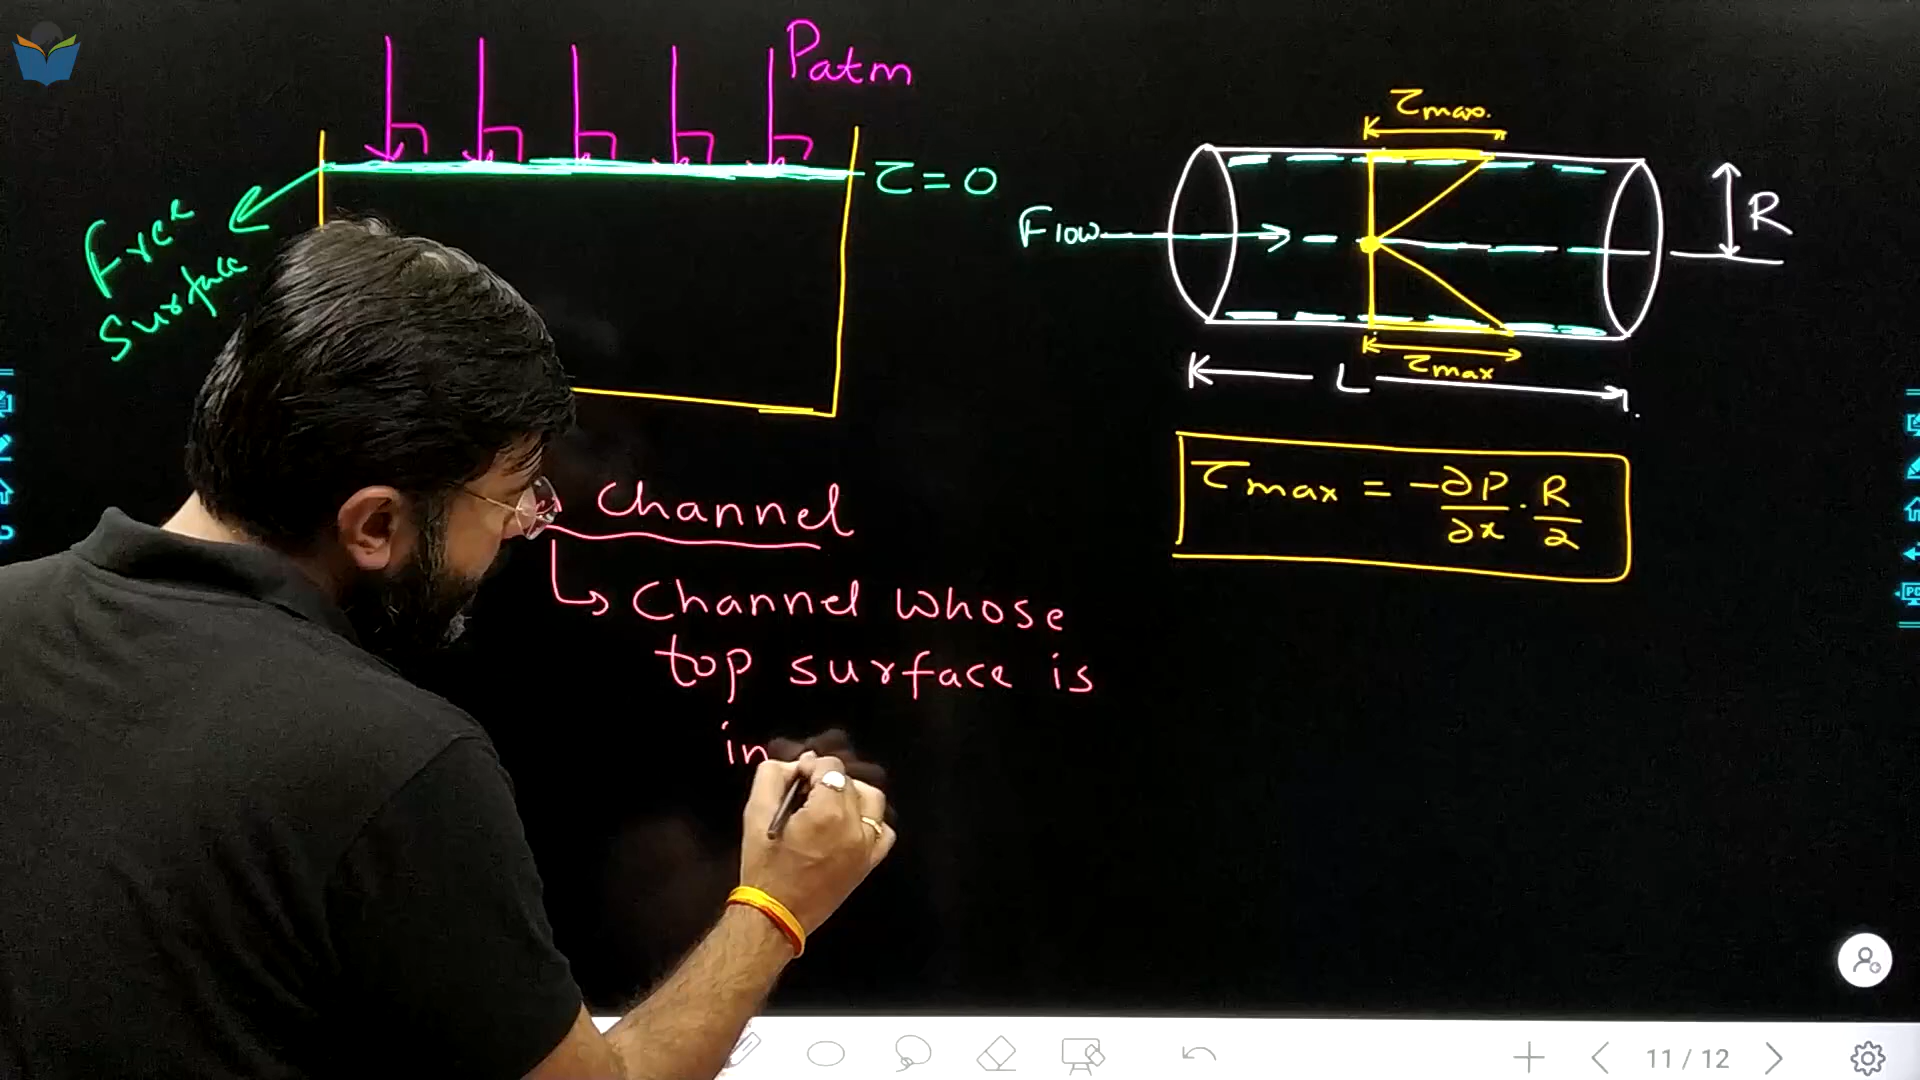 Patm
τ = 0
Free
surface
Channel
Channel whose
top surface is
in
τmax.
Flow
R
τmax
L
τmax = -∂P/∂x · R/2
11 / 12